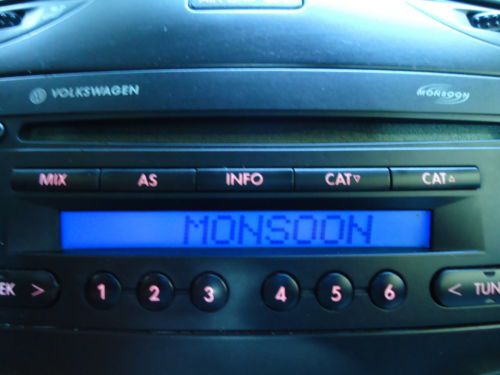 VOLKSWAGEN MONSOON
MIX AS INFO CAT CAT
MONSOON
EK > 1 2 3 4 5 6 < TUN